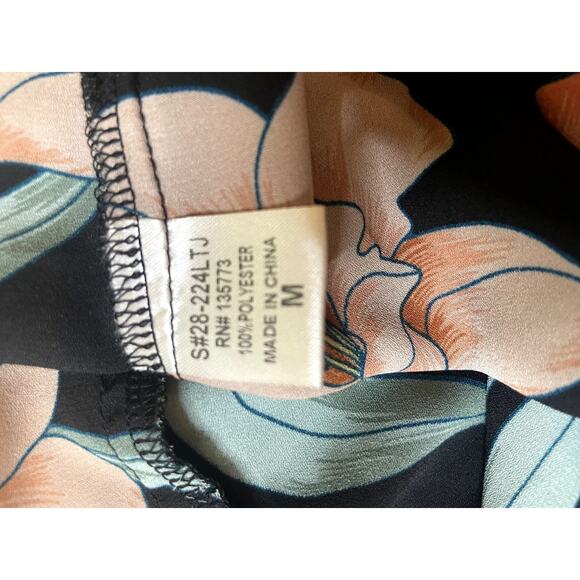 S#28-224LTJ
RN# 135773
100%POLYESTER
MADE IN CHINA
M